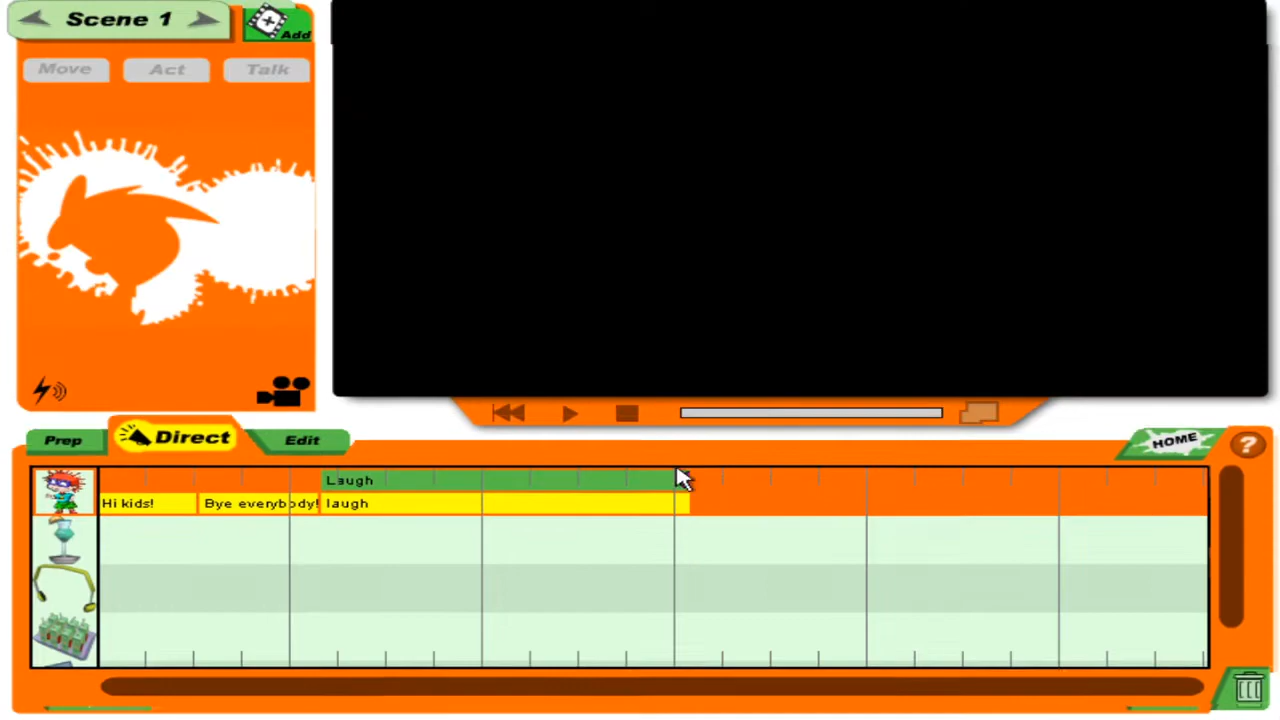 Scene 1
Add
Move Act Talk
Prep Direct Edit HOME ?
Laugh
Hi kids! Bye everybody! laugh